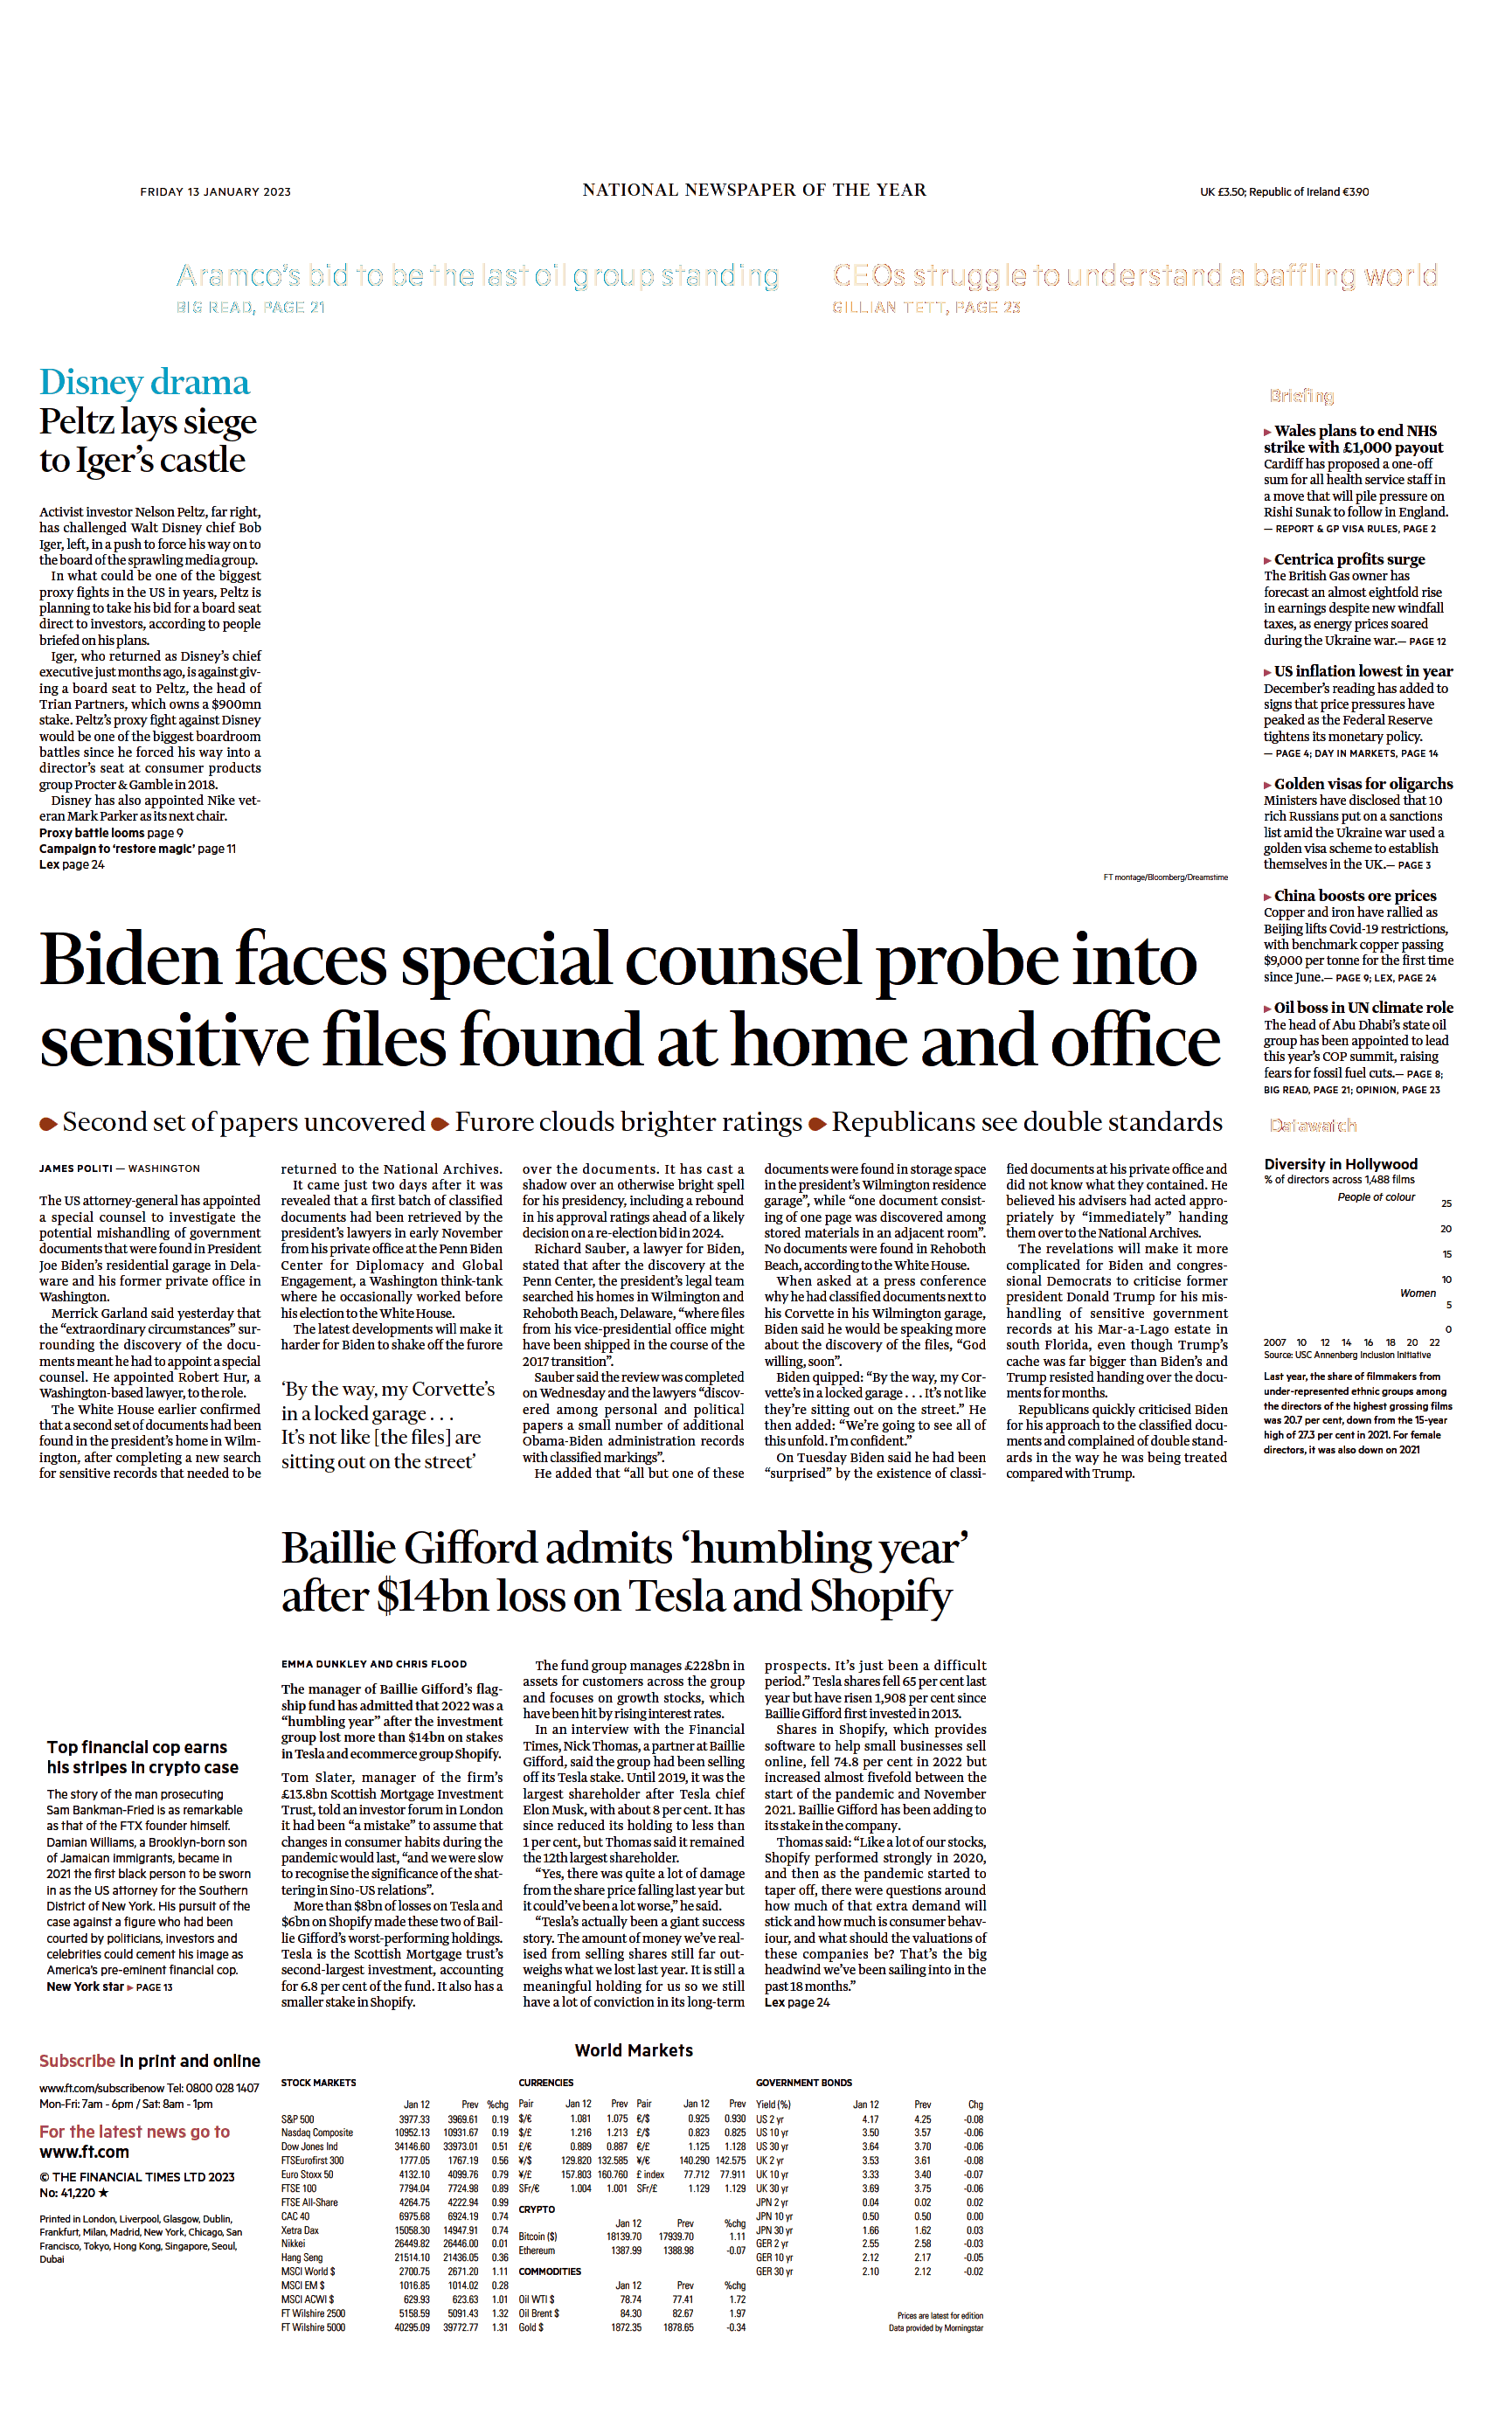 FRIDAY 13 JANUARY 2023
NATIONAL NEWSPAPER OF THE YEAR
UK £3.50; Republic of Ireland €3.90
Aramco's bid to be the last oil group standing
BIG READ, PAGE 21
CEOs struggle to understand a baffling world
GILLIAN TETT, PAGE 23
Disney drama
Peltz lays siege
to Iger's castle
Activist investor Nelson Peltz, far right,
has challenged Walt Disney chief Bob
Iger, left, in a push to force his way on to
the board of the sprawling media group.
In what could be one of the biggest
proxy fights in the US in years, Peltz is
planning to take his bid for a board seat
direct to investors, according to people
briefed on his plans.
Iger, who returned as Disney's chief
executive just months ago, is against giv-
ing a board seat to Peltz, the head of
Trian Partners, which owns a $900mn
stake. Peltz's proxy fight against Disney
would be one of the biggest boardroom
battles since he forced his way into a
director's seat at consumer products
group Procter & Gamble in 2018.
Disney has also appointed Nike vet-
eran Mark Parker as its next chair.
Proxy battle looms page 9
Campaign to 'restore magic' page 11
Lex page 24
FT montage/Bloomberg/Dreamstime
Biden faces special counsel probe into
sensitive files found at home and office
Second set of papers uncovered Furore clouds brighter ratings Republicans see double standards
JAMES POLITI — WASHINGTON
The US attorney-general has appointed
a special counsel to investigate the
potential mishandling of government
documents that were found in President
Joe Biden's residential garage in Dela-
ware and his former private office in
Washington.
Merrick Garland said yesterday that
the "extraordinary circumstances" sur-
rounding the discovery of the docu-
ments meant he had to appoint a special
counsel. He appointed Robert Hur, a
Washington-based lawyer, to the role.
The White House earlier confirmed
that a second set of documents had been
found in the president's home in Wilm-
ington, after completing a new search
for sensitive records that needed to be
returned to the National Archives.
It came just two days after it was
revealed that a first batch of classified
documents had been retrieved by the
president's lawyers in early November
from his private office at the Penn Biden
Center for Diplomacy and Global
Engagement, a Washington think-tank
where he occasionally worked before
his election to the White House.
The latest developments will make it
harder for Biden to shake off the furore
'By the way, my Corvette's
in a locked garage . . .
It's not like [the files] are
sitting out on the street'
over the documents. It has cast a
shadow over an otherwise bright spell
for his presidency, including a rebound
in his approval ratings ahead of a likely
decision on a re-election bid in 2024.
Richard Sauber, a lawyer for Biden,
stated that after the discovery at the
Penn Center, the president's legal team
searched his homes in Wilmington and
Rehoboth Beach, Delaware, "where files
from his vice-presidential office might
have been shipped in the course of the
2017 transition".
Sauber said the review was completed
on Wednesday and the lawyers "discov-
ered among personal and political
papers a small number of additional
Obama-Biden administration records
with classified markings".
He added that "all but one of these
documents were found in storage space
in the president's Wilmington residence
garage", while "one document consist-
ing of one page was discovered among
stored materials in an adjacent room".
No documents were found in Rehoboth
Beach, according to the White House.
When asked at a press conference
why he had classified documents next to
his Corvette in his Wilmington garage,
Biden said he would be speaking more
about the discovery of the files, "God
willing, soon".
Biden quipped: "By the way, my Cor-
vette's in a locked garage . . . It's not like
they're sitting out on the street." He
then added: "We're going to see all of
this unfold. I'm confident."
On Tuesday Biden said he had been
"surprised" by the existence of classi-
fied documents at his private office and
did not know what they contained. He
believed his advisers had acted appro-
priately by "immediately" handing
them over to the National Archives.
The revelations will make it more
complicated for Biden and congres-
sional Democrats to criticise former
president Donald Trump for his mis-
handling of sensitive government
records at his Mar-a-Lago estate in
south Florida, even though Trump's
cache was far bigger than Biden's and
Trump resisted handing over the docu-
ments for months.
Republicans quickly criticised Biden
for his approach to the classified docu-
ments and complained of double stand-
ards in the way he was being treated
compared with Trump.
Briefing
Wales plans to end NHS
strike with £1,000 payout
Cardiff has proposed a one-off
sum for all health service staff in
a move that will pile pressure on
Rishi Sunak to follow in England.
— REPORT & GP VISA RULES, PAGE 2
Centrica profits surge
The British Gas owner has
forecast an almost eightfold rise
in earnings despite new windfall
taxes, as energy prices soared
during the Ukraine war.— PAGE 12
US inflation lowest in year
December's reading has added to
signs that price pressures have
peaked as the Federal Reserve
tightens its monetary policy.
— PAGE 4; DAY IN MARKETS, PAGE 14
Golden visas for oligarchs
Ministers have disclosed that 10
rich Russians put on a sanctions
list amid the Ukraine war used a
golden visa scheme to establish
themselves in the UK.— PAGE 3
China boosts ore prices
Copper and iron have rallied as
Beijing lifts Covid-19 restrictions,
with benchmark copper passing
$9,000 per tonne for the first time
since June.— PAGE 9; LEX, PAGE 24
Oil boss in UN climate role
The head of Abu Dhabi's state oil
group has been appointed to lead
this year's COP summit, raising
fears for fossil fuel cuts.— PAGE 8;
BIG READ, PAGE 21; OPINION, PAGE 23
Datawatch
Diversity in Hollywood
% of directors across 1,488 films
People of colour
25
20
15
10
Women
5
0
2007 10 12 14 16 18 20 22
Source: USC Annenberg Inclusion Initiative
Last year, the share of filmmakers from
under-represented ethnic groups among
the directors of the highest grossing films
was 20.7 per cent, down from the 15-year
high of 27.3 per cent in 2021. For female
directors, it was also down on 2021
Baillie Gifford admits 'humbling year'
after $14bn loss on Tesla and Shopify
EMMA DUNKLEY AND CHRIS FLOOD
The manager of Baillie Gifford's flag-
ship fund has admitted that 2022 was a
"humbling year" after the investment
group lost more than $14bn on stakes
in Tesla and ecommerce group Shopify.
Tom Slater, manager of the firm's
£13.8bn Scottish Mortgage Investment
Trust, told an investor forum in London
it had been "a mistake" to assume that
changes in consumer habits during the
pandemic would last, "and we were slow
to recognise the significance of the shat-
tering in Sino-US relations".
More than $8bn of losses on Tesla and
$6bn on Shopify made these two of Bail-
lie Gifford's worst-performing holdings.
Tesla is the Scottish Mortgage trust's
second-largest investment, accounting
for 6.8 per cent of the fund. It also has a
smaller stake in Shopify.
The fund group manages £228bn in
assets for customers across the group
and focuses on growth stocks, which
have been hit by rising interest rates.
In an interview with the Financial
Times, Nick Thomas, a partner at Baillie
Gifford, said the group had been selling
off its Tesla stake. Until 2019, it was the
largest shareholder after Tesla chief
Elon Musk, with about 8 per cent. It has
since reduced its holding to less than
1 per cent, but Thomas said it remained
the 12th largest shareholder.
"Yes, there was quite a lot of damage
from the share price falling last year but
it could've been a lot worse," he said.
"Tesla's actually been a giant success
story. The amount of money we've real-
ised from selling shares still far out-
weighs what we lost last year. It is still a
meaningful holding for us so we still
have a lot of conviction in its long-term
prospects. It's just been a difficult
period." Tesla shares fell 65 per cent last
year but have risen 1,908 per cent since
Baillie Gifford first invested in 2013.
Shares in Shopify, which provides
software to help small businesses sell
online, fell 74.8 per cent in 2022 but
increased almost fivefold between the
start of the pandemic and November
2021. Baillie Gifford has been adding to
its stake in the company.
Thomas said: "Like a lot of our stocks,
Shopify performed strongly in 2020,
and then as the pandemic started to
taper off, there were questions around
how much of that extra demand will
stick and how much is consumer behav-
iour, and what should the valuations of
these companies be? That's the big
headwind we've been sailing into in the
past 18 months."
Lex page 24
Top financial cop earns
his stripes in crypto case
The story of the man prosecuting
Sam Bankman-Fried is as remarkable
as that of the FTX founder himself.
Damian Williams, a Brooklyn-born son
of Jamaican immigrants, became in
2021 the first black person to be sworn
in as the US attorney for the Southern
District of New York. His pursuit of the
case against a figure who had been
courted by politicians, investors and
celebrities could cement his image as
America's pre-eminent financial cop.
New York star PAGE 13
Subscribe In print and online
www.ft.com/subscribenow Tel: 0800 028 1407
Mon-Fri: 7am - 6pm / Sat: 8am - 1pm
For the latest news go to
www.ft.com
© THE FINANCIAL TIMES LTD 2023
No: 41,220 ★
Printed in London, Liverpool, Glasgow, Dublin,
Frankfurt, Milan, Madrid, New York, Chicago, San
Francisco, Tokyo, Hong Kong, Singapore, Seoul,
Dubai
World Markets
STOCK MARKETS
Jan 12 Prev %chg
S&P 500 3977.33 3969.61 0.19
Nasdaq Composite 10952.13 10931.67 0.19
Dow Jones Ind 34146.60 33973.01 0.51
FTSEurofirst 300 1777.05 1767.19 0.56
Euro Stoxx 50 4132.10 4099.76 0.79
FTSE 100 7794.04 7724.98 0.89
FTSE All-Share 4264.75 4222.94 0.99
CAC 40 6975.68 6924.19 0.74
Xetra Dax 15058.30 14947.91 0.74
Nikkei 26449.82 26446.00 0.01
Hang Seng 21514.10 21436.05 0.36
MSCI World $ 2700.75 2671.20 1.11
MSCI EM $ 1016.85 1014.02 0.28
MSCI ACWI $ 629.93 623.63 1.01
FT Wilshire 2500 5158.59 5091.43 1.32
FT Wilshire 5000 40295.09 39772.77 1.31
CURRENCIES
Pair Jan 12 Prev Pair Jan 12 Prev
$/€ 1.081 1.075 €/$ 0.925 0.930
$/£ 1.216 1.213 £/$ 0.823 0.825
£/€ 0.889 0.887 €/£ 1.125 1.128
¥/$ 129.820 132.585 ¥/€ 140.290 142.575
¥/£ 157.803 160.760 £ index 77.712 77.911
SFr/€ 1.004 1.001 SFr/£ 1.129 1.129
CRYPTO
Jan 12 Prev %chg
Bitcoin ($) 18139.70 17939.70 1.11
Ethereum 1387.99 1388.98 -0.07
COMMODITIES
Jan 12 Prev %chg
Oil WTI $ 78.74 77.41 1.72
Oil Brent $ 84.30 82.67 1.97
Gold $ 1872.35 1878.65 -0.34
GOVERNMENT BONDS
Yield (%) Jan 12 Prev Chg
US 2 yr 4.17 4.25 -0.08
US 10 yr 3.50 3.57 -0.06
US 30 yr 3.64 3.70 -0.06
UK 2 yr 3.53 3.61 -0.08
UK 10 yr 3.33 3.40 -0.07
UK 30 yr 3.69 3.75 -0.06
JPN 2 yr 0.04 0.02 0.02
JPN 10 yr 0.50 0.50 0.00
JPN 30 yr 1.66 1.62 0.03
GER 2 yr 2.55 2.58 -0.03
GER 10 yr 2.12 2.17 -0.05
GER 30 yr 2.10 2.12 -0.02
Prices are latest for edition
Data provided by Morningstar